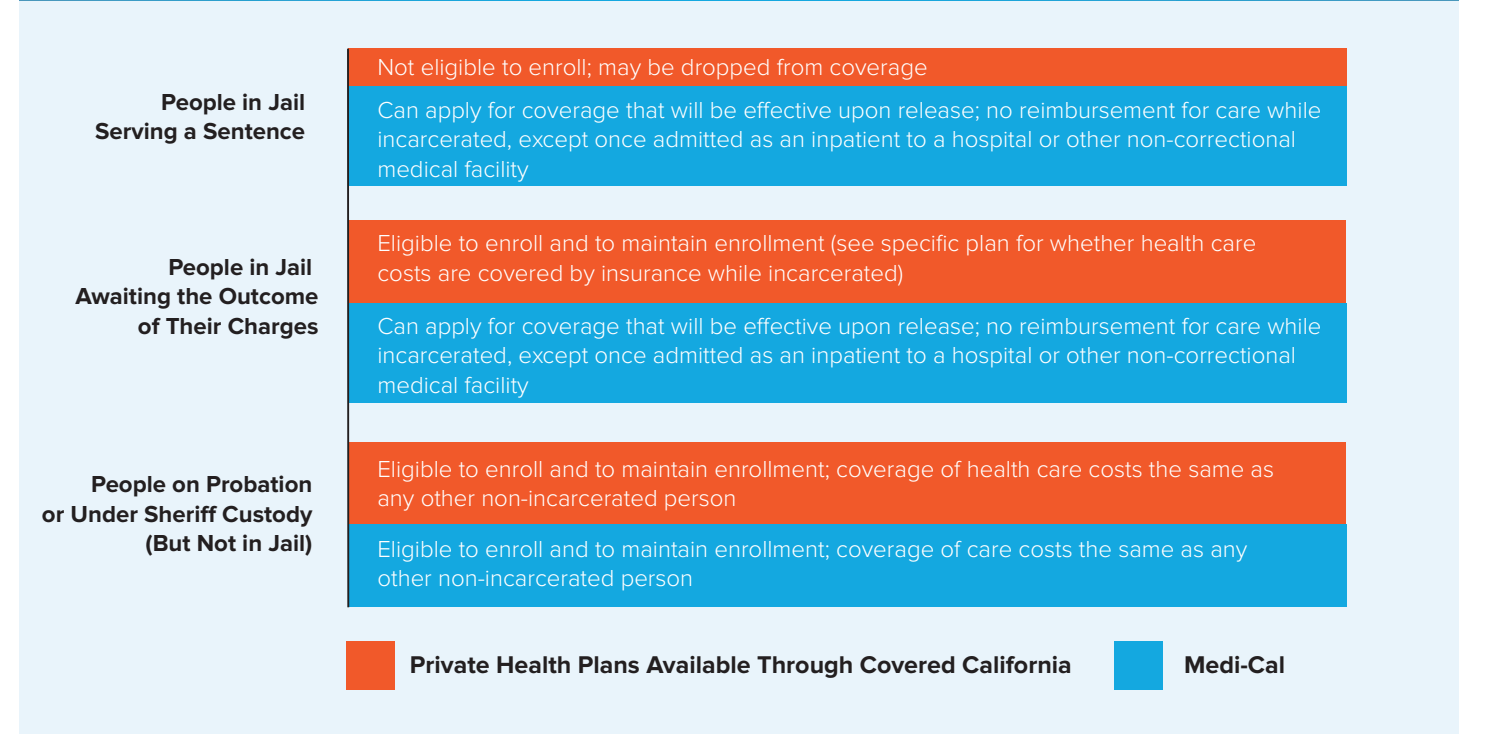 People in Jail
Serving a Sentence
Not eligible to enroll; may be dropped from coverage
Can apply for coverage that will be effective upon release; no reimbursement for care while
incarcerated, except once admitted as an inpatient to a hospital or other non-correctional
medical facility
People in Jail
Awaiting the Outcome
of Their Charges
Eligible to enroll and to maintain enrollment (see specific plan for whether health care
costs are covered by insurance while incarcerated)
Can apply for coverage that will be effective upon release; no reimbursement for care while
incarcerated, except once admitted as an inpatient to a hospital or other non-correctional
medical facility
People on Probation
or Under Sheriff Custody
(But Not in Jail)
Eligible to enroll and to maintain enrollment; coverage of health care costs the same as
any other non-incarcerated person
Eligible to enroll and to maintain enrollment; coverage of care costs the same as any
other non-incarcerated person
Private Health Plans Available Through Covered California
Medi-Cal